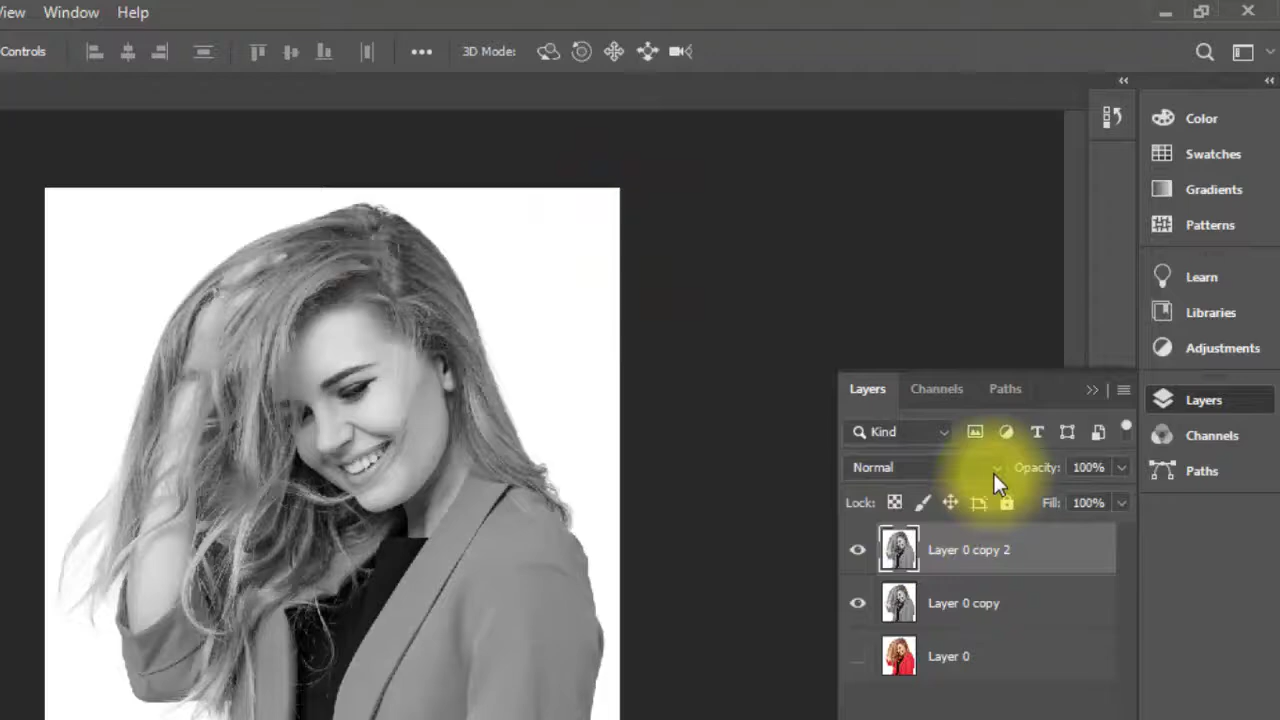 View Window Help
Controls 3D Mode:
Color
Swatches
Gradients
Patterns
Learn
Libraries
Adjustments
Layers
Channels
Paths
Layers Channels Paths
Kind
Normal Opacity: 100%
Lock: Fill: 100%
Layer 0 copy 2
Layer 0 copy
Layer 0